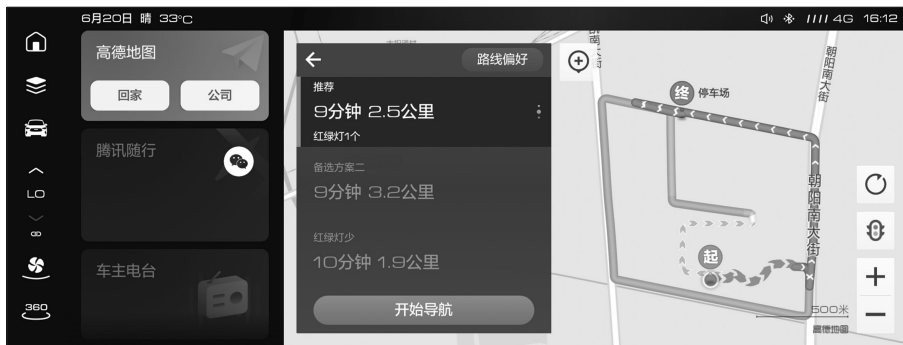 6月20日 晴 33°C
4G 16:12
高德地图
回家
公司
腾讯随行
车主电台
LO
360
路线偏好
推荐
9分钟 2.5公里
红绿灯1个
备选方案二
9分钟 3.2公里
红绿灯少
10分钟 1.9公里
开始导航
终 停车场
起
朝阳南大街
朝阳南大街
南
500米
高德地图